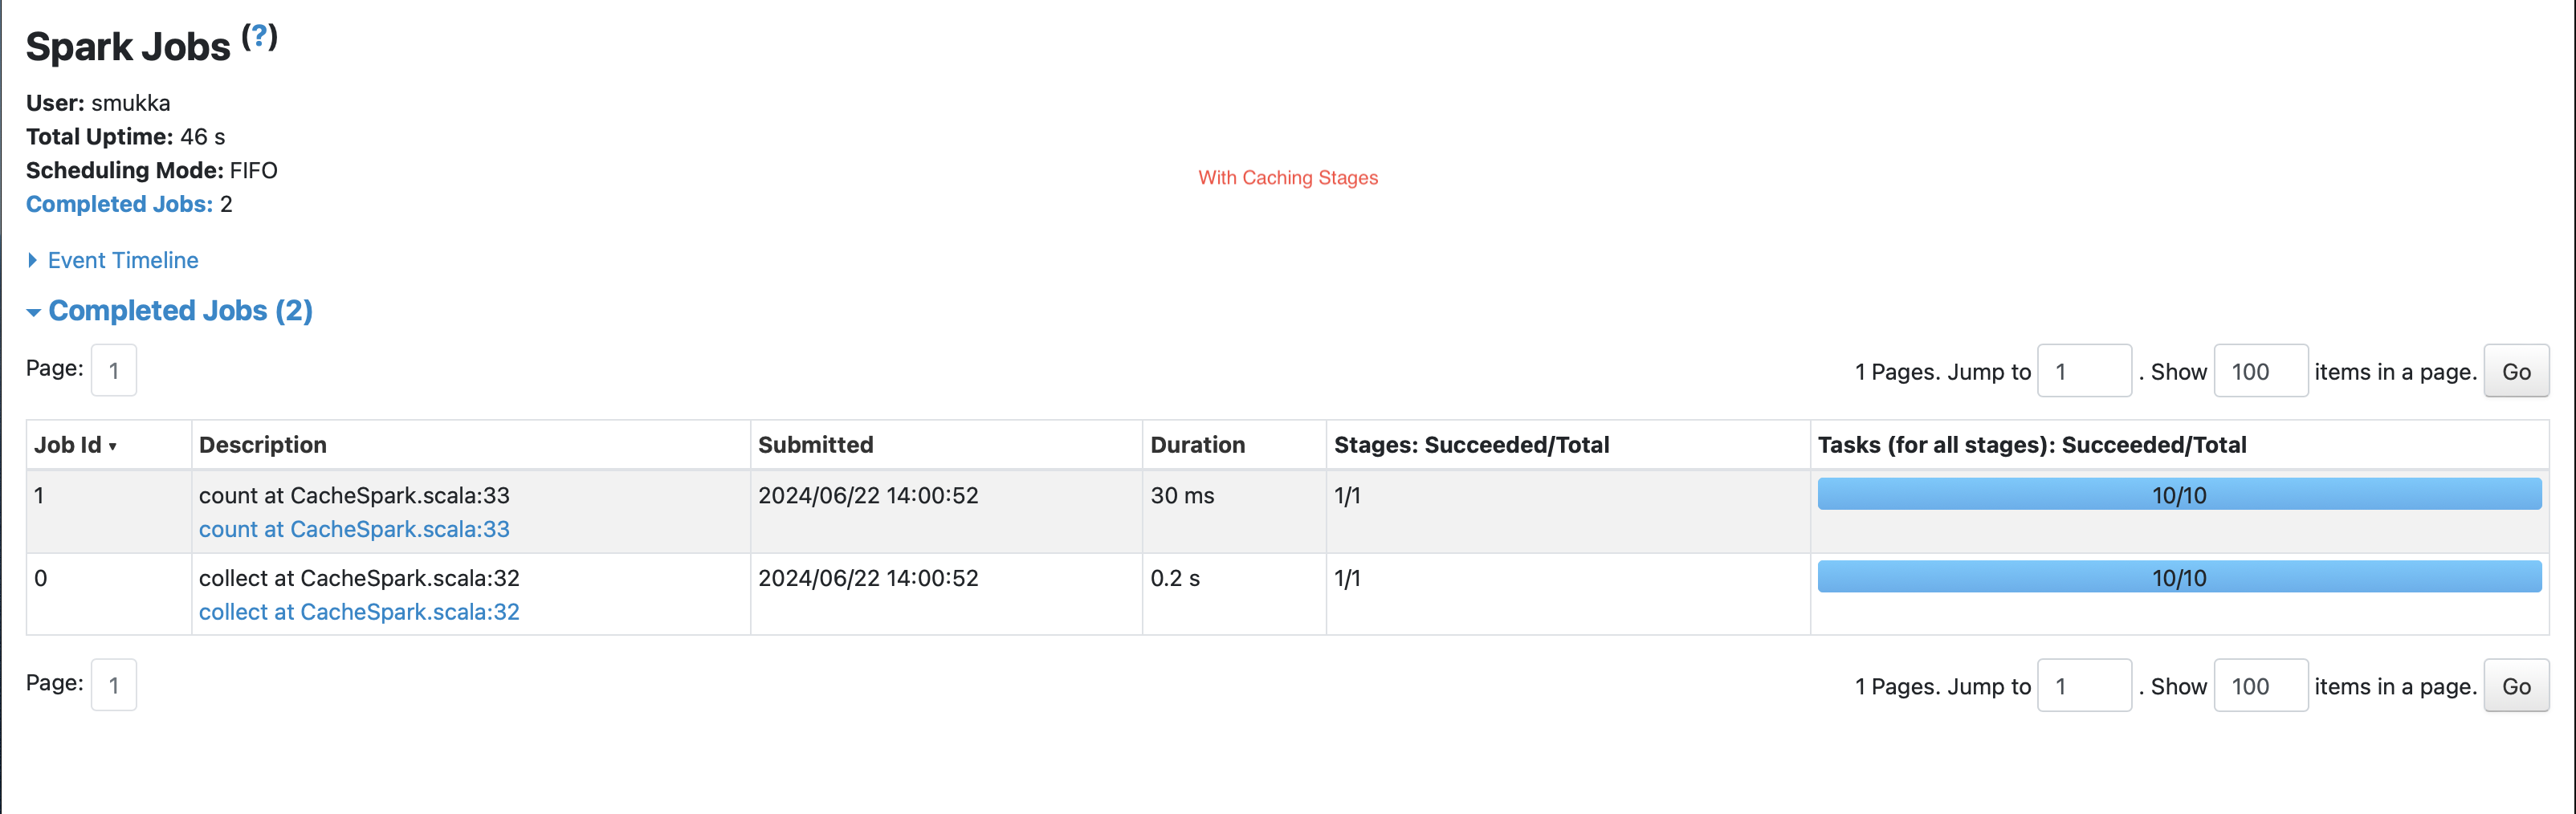 Spark Jobs (?)
User: smukka
Total Uptime: 46 s
Scheduling Mode: FIFO
With Caching Stages
Completed Jobs: 2
Event Timeline
Completed Jobs (2)
Page: 1 1 Pages. Jump to 1 . Show 100 items in a page. Go
Job Id ▾ Description Submitted Duration Stages: Succeeded/Total Tasks (for all stages): Succeeded/Total
1 count at CacheSpark.scala:33 2024/06/22 14:00:52 30 ms 1/1 10/10
count at CacheSpark.scala:33
0 collect at CacheSpark.scala:32 2024/06/22 14:00:52 0.2 s 1/1 10/10
collect at CacheSpark.scala:32
Page: 1 1 Pages. Jump to 1 . Show 100 items in a page. Go